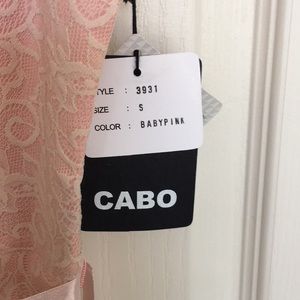 TYLE : 3931
SIZE : S
COLOR : BABYPINK
CABO